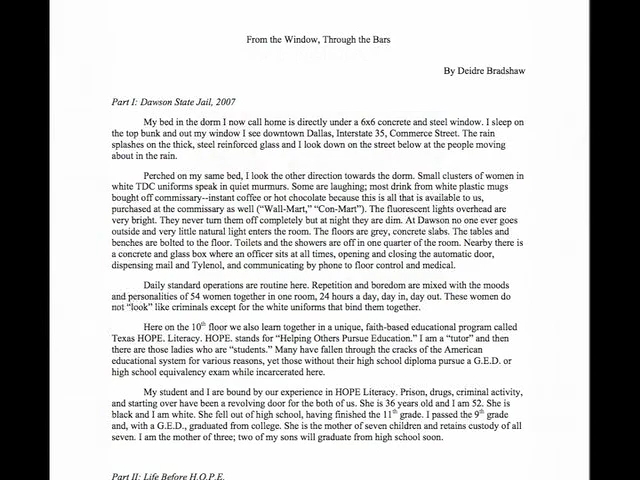 From the Window, Through the Bars
By Deidre Bradshaw
Part I: Dawson State Jail, 2007
My bed in the dorm I now call home is directly under a 6x6 concrete and steel window. I sleep on
the top bunk and out my window I see downtown Dallas, Interstate 35, Commerce Street. The rain
splashes on the thick, steel reinforced glass and I look down on the street below at the people moving
about in the rain.
Perched on my same bed, I look the other direction towards the dorm. Small clusters of women in
white TDC uniforms speak in quiet murmurs. Some are laughing; most drink from white plastic mugs
bought off commissary--instant coffee or hot chocolate because this is all that is available to us,
purchased at the commissary as well (“Wall-Mart,” “Con-Mart”). The fluorescent lights overhead are
very bright. They never turn them off completely but at night they are dim. At Dawson no one ever goes
outside and very little natural light enters the room. The floors are grey, concrete slabs. The tables and
benches are bolted to the floor. Toilets and the showers are off in one quarter of the room. Nearby there is
a concrete and glass box where an officer sits at all times, opening and closing the automatic door,
dispensing mail and Tylenol, and communicating by phone to floor control and medical.
Daily standard operations are routine here. Repetition and boredom are mixed with the moods
and personalities of 54 women together in one room, 24 hours a day, day in, day out. These women do
not “look” like criminals except for the white uniforms that bind them together.
Here on the 10th floor we also learn together in a unique, faith-based educational program called
Texas HOPE. Literacy. HOPE. stands for “Helping Others Pursue Education.” I am a “tutor” and then
there are those ladies who are “students.” Many have fallen through the cracks of the American
educational system for various reasons, yet those without their high school diploma pursue a G.E.D. or
high school equivalency exam while incarcerated here.
My student and I are bound by our experience in HOPE Literacy. Prison, drugs, criminal activity,
and starting over have been a revolving door for the both of us. She is 36 years old and I am 52. She is
black and I am white. She fell out of high school, having finished the 11th grade. I passed the 9th grade
and, with a G.E.D., graduated from college. She is the mother of seven children and retains custody of all
seven. I am the mother of three; two of my sons will graduate from high school soon.
Part II: Life Before H.O.P.E.